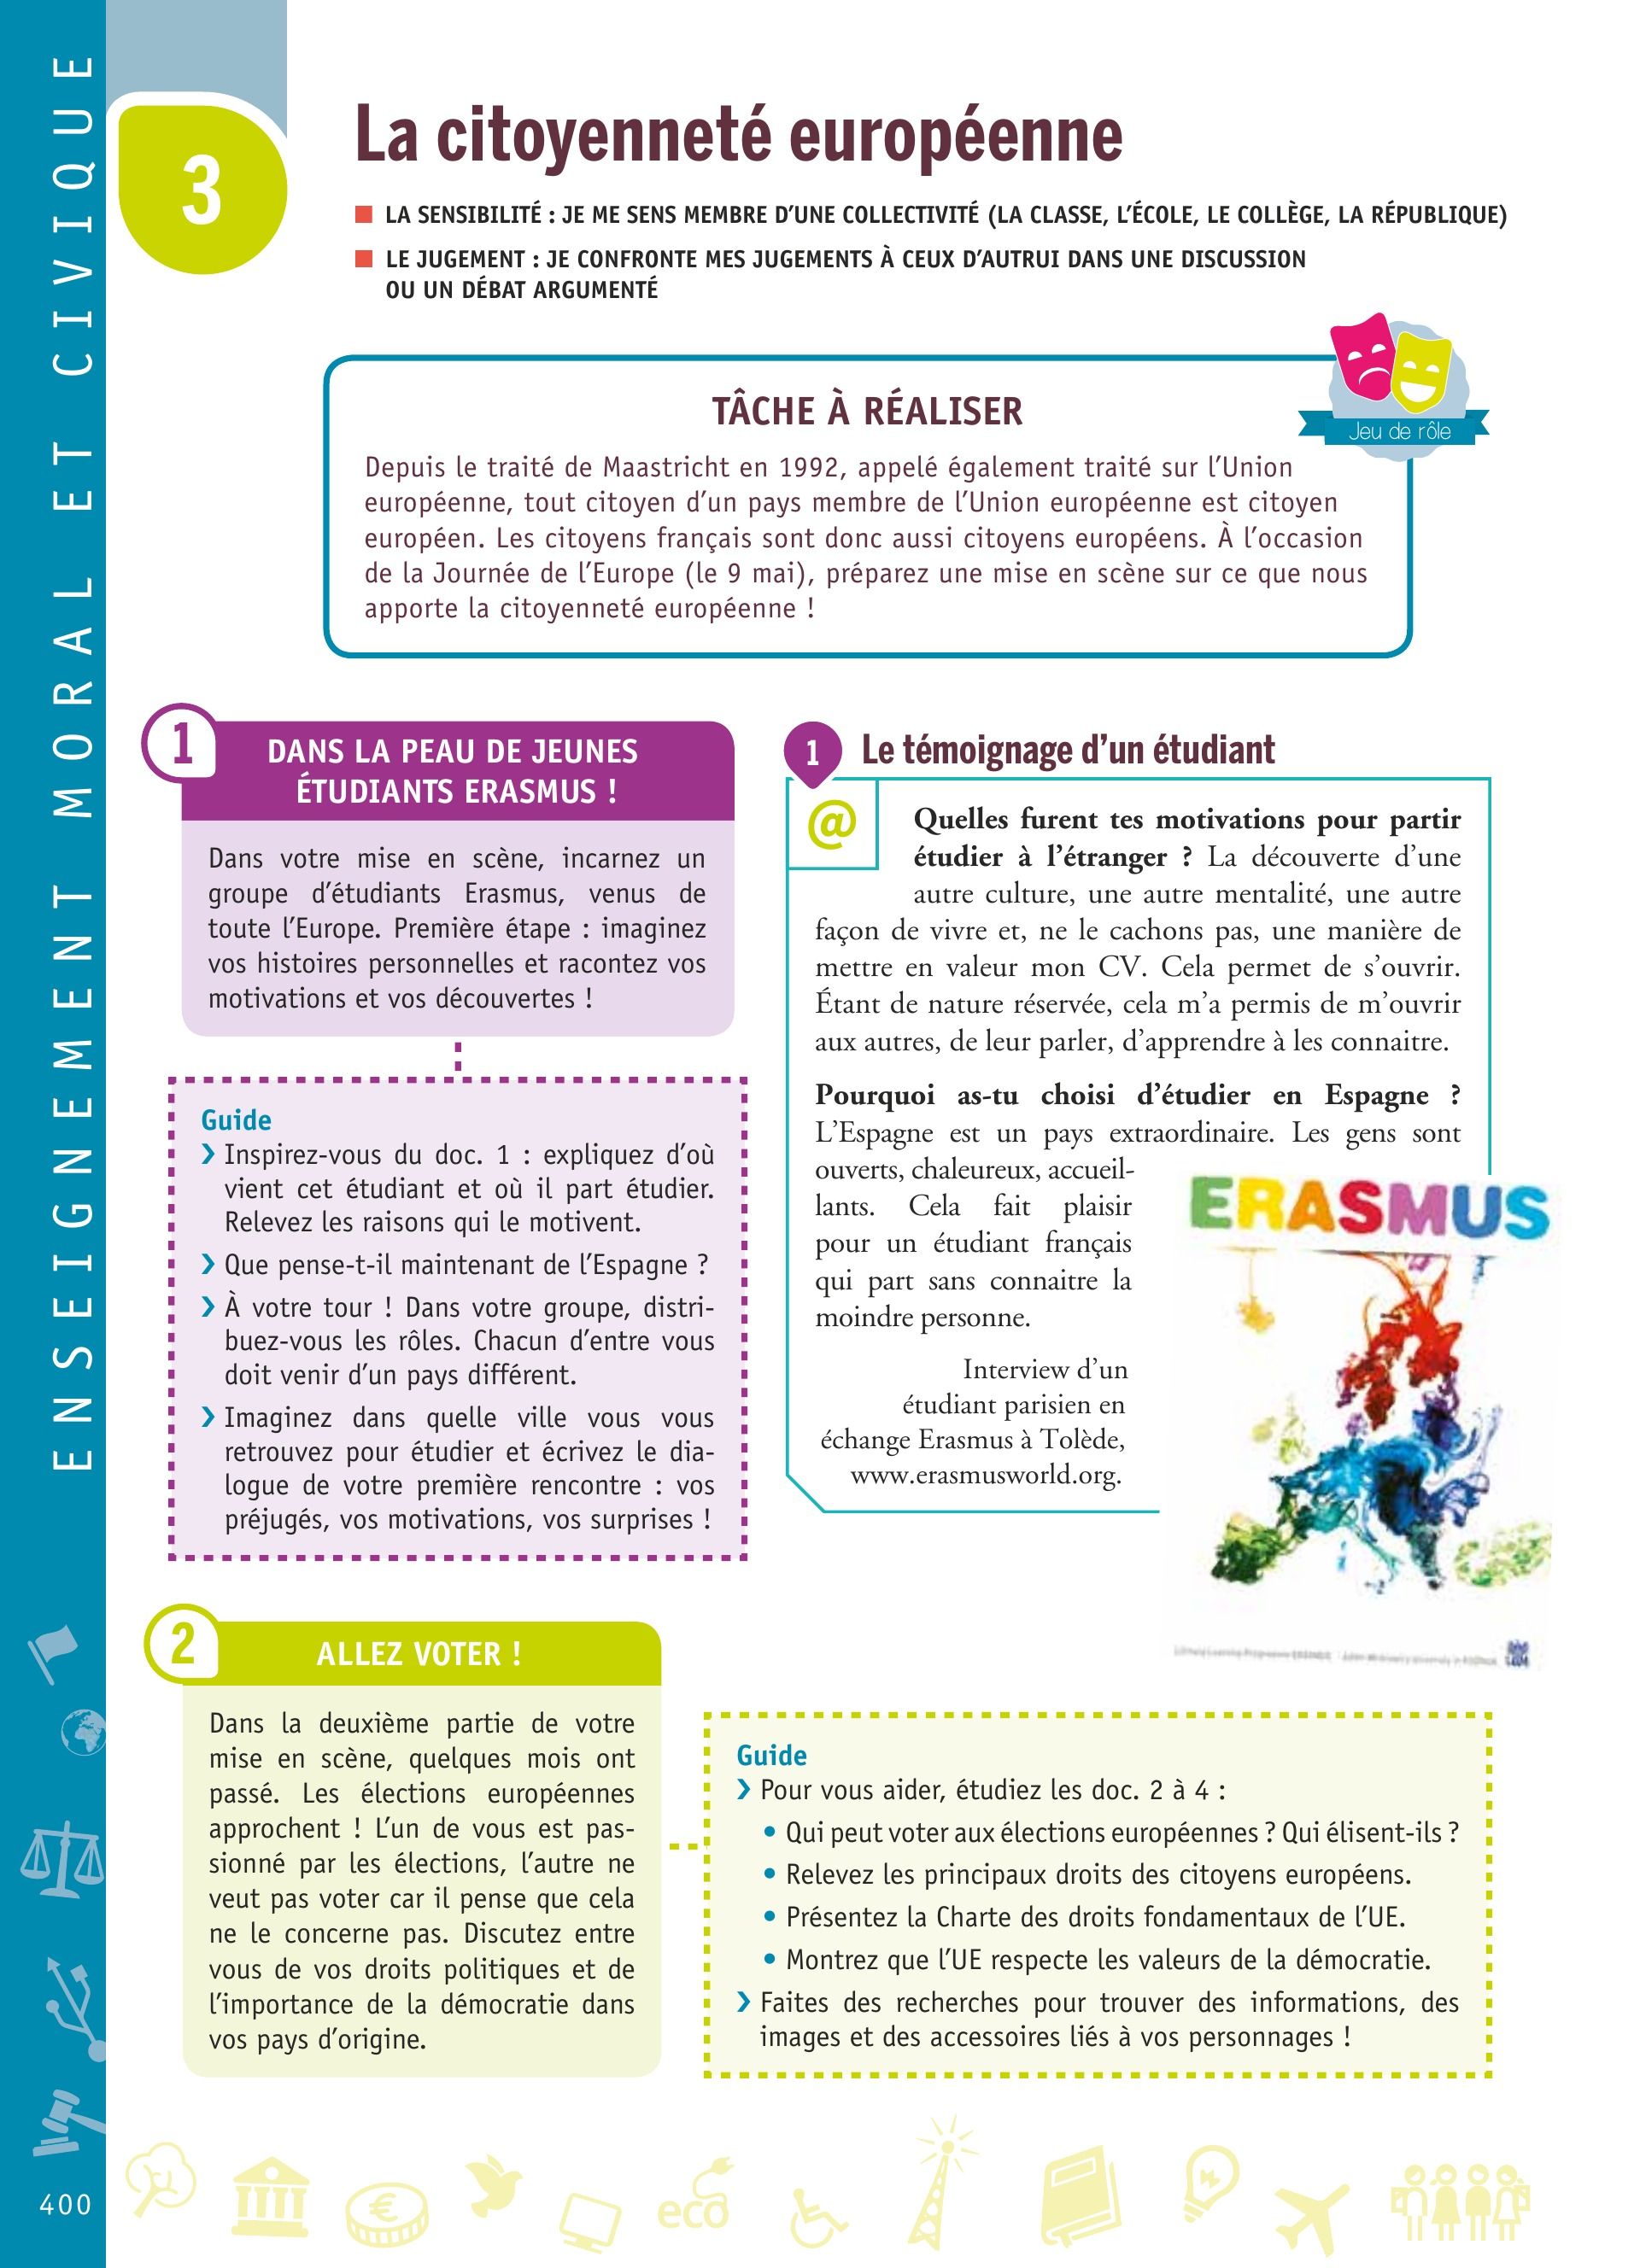 ENSEIGNEMENT MORAL ET CIVIQUE
3
La citoyenneté européenne
LA SENSIBILITÉ : JE ME SENS MEMBRE D’UNE COLLECTIVITÉ (LA CLASSE, L’ÉCOLE, LE COLLÈGE, LA RÉPUBLIQUE)
LE JUGEMENT : JE CONFRONTE MES JUGEMENTS À CEUX D’AUTRUI DANS UNE DISCUSSION
OU UN DÉBAT ARGUMENTÉ
Jeu de rôle
TÂCHE À RÉALISER
Depuis le traité de Maastricht en 1992, appelé également traité sur l’Union
européenne, tout citoyen d’un pays membre de l’Union européenne est citoyen
européen. Les citoyens français sont donc aussi citoyens européens. À l’occasion
de la Journée de l’Europe (le 9 mai), préparez une mise en scène sur ce que nous
apporte la citoyenneté européenne !
1
DANS LA PEAU DE JEUNES
ÉTUDIANTS ERASMUS !
Dans votre mise en scène, incarnez un
groupe d’étudiants Erasmus, venus de
toute l’Europe. Première étape : imaginez
vos histoires personnelles et racontez vos
motivations et vos découvertes !
Guide
› Inspirez-vous du doc. 1 : expliquez d’où
vient cet étudiant et où il part étudier.
Relevez les raisons qui le motivent.
› Que pense-t-il maintenant de l’Espagne ?
› À votre tour ! Dans votre groupe, distri-
buez-vous les rôles. Chacun d’entre vous
doit venir d’un pays différent.
› Imaginez dans quelle ville vous vous
retrouvez pour étudier et écrivez le dia-
logue de votre première rencontre : vos
préjugés, vos motivations, vos surprises !
1
Le témoignage d’un étudiant
@
Quelles furent tes motivations pour partir
étudier à l’étranger ? La découverte d’une
autre culture, une autre mentalité, une autre
façon de vivre et, ne le cachons pas, une manière de
mettre en valeur mon CV. Cela permet de s’ouvrir.
Étant de nature réservée, cela m’a permis de m’ouvrir
aux autres, de leur parler, d’apprendre à les connaitre.
Pourquoi as-tu choisi d’étudier en Espagne ?
L’Espagne est un pays extraordinaire. Les gens sont
ouverts, chaleureux, accueil-
lants. Cela fait plaisir
pour un étudiant français
qui part sans connaitre la
moindre personne.
Interview d’un
étudiant parisien en
échange Erasmus à Tolède,
www.erasmusworld.org.
ERASMUS
2
ALLEZ VOTER !
Dans la deuxième partie de votre
mise en scène, quelques mois ont
passé. Les élections européennes
approchent ! L’un de vous est pas-
sionné par les élections, l’autre ne
veut pas voter car il pense que cela
ne le concerne pas. Discutez entre
vous de vos droits politiques et de
l’importance de la démocratie dans
vos pays d’origine.
Guide
› Pour vous aider, étudiez les doc. 2 à 4 :
• Qui peut voter aux élections européennes ? Qui élisent-ils ?
• Relevez les principaux droits des citoyens européens.
• Présentez la Charte des droits fondamentaux de l’UE.
• Montrez que l’UE respecte les valeurs de la démocratie.
› Faites des recherches pour trouver des informations, des
images et des accessoires liés à vos personnages !
€
eco
400